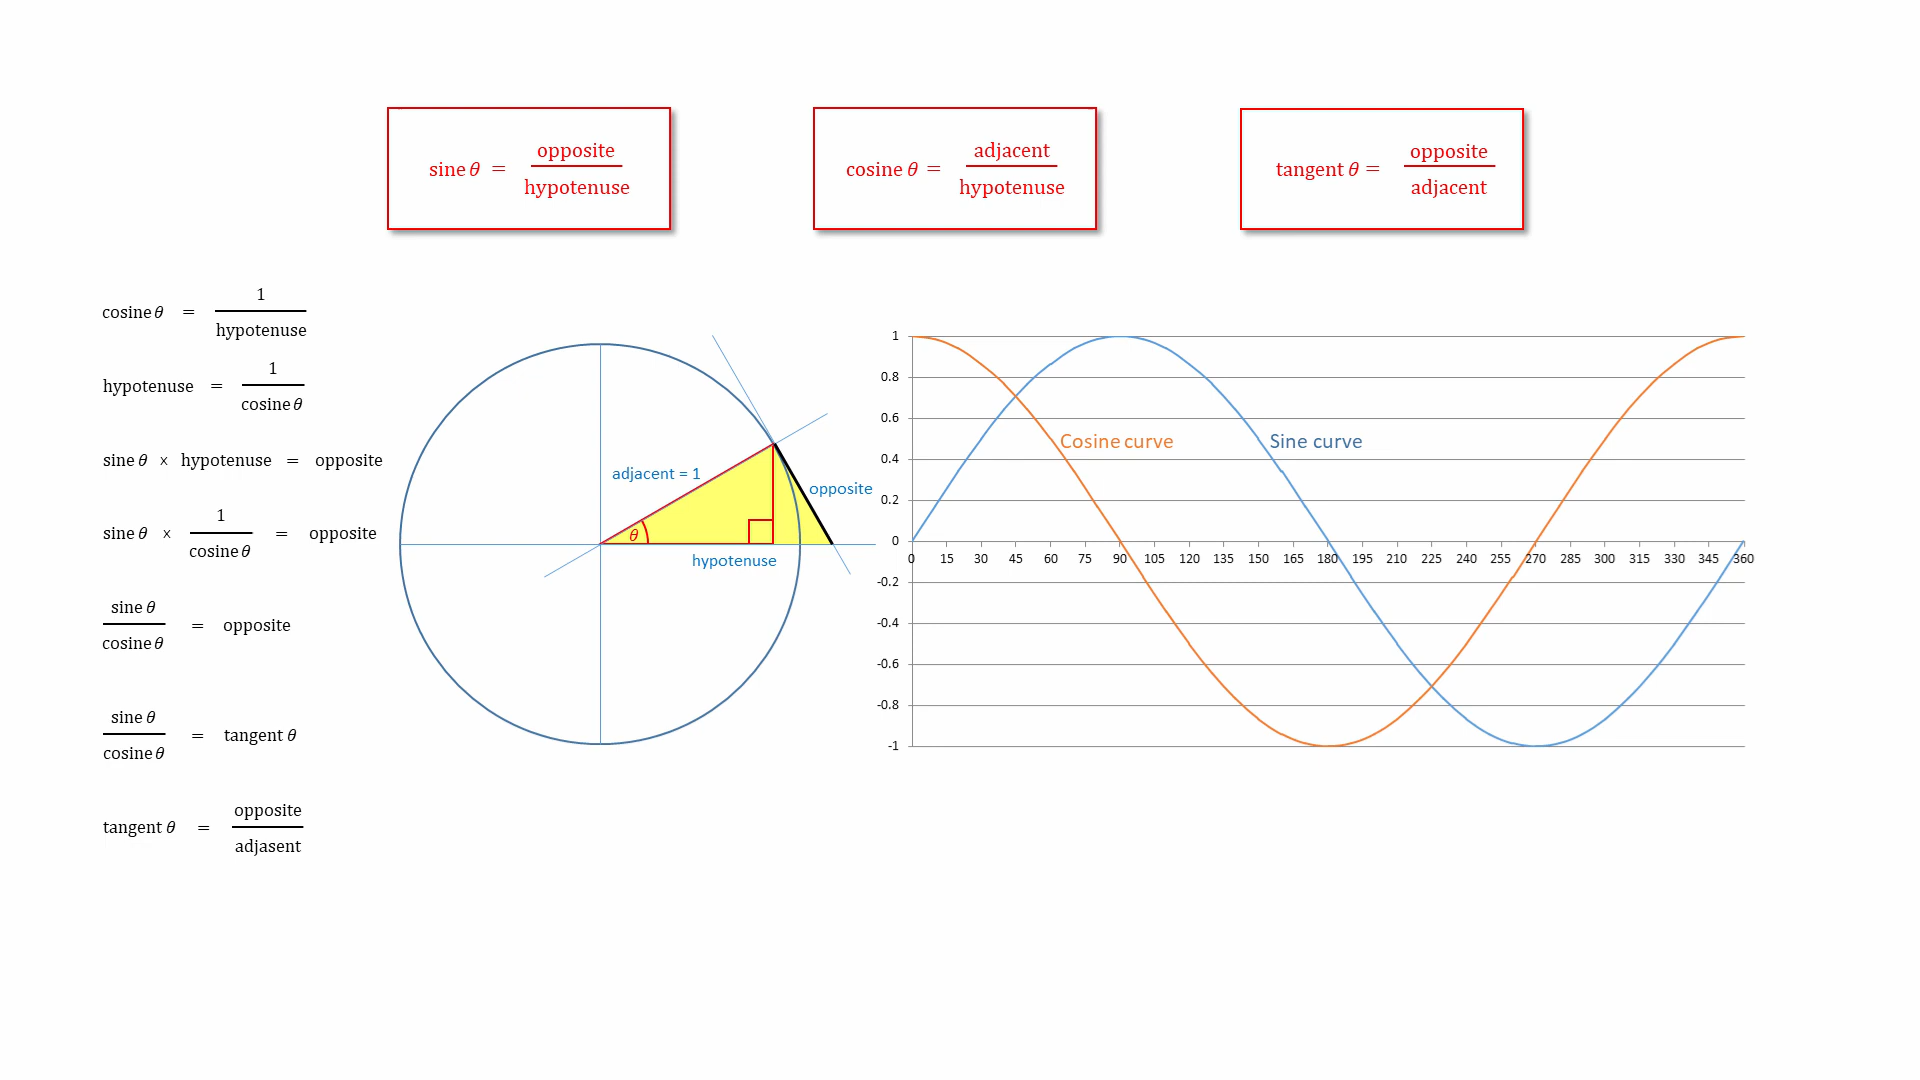 sine θ = opposite / hypotenuse
cosine θ = adjacent / hypotenuse
tangent θ = opposite / adjacent
cosine θ = 1 / hypotenuse
hypotenuse = 1 / cosine θ
sine θ × hypotenuse = opposite
sine θ × 1 / cosine θ = opposite
sine θ / cosine θ = opposite
sine θ / cosine θ = tangent θ
tangent θ = opposite / adjasent
adjacent = 1
opposite
θ
hypotenuse
1
0.8
0.6
Cosine curve
Sine curve
0.4
0.2
0
0 15 30 45 60 75 90 105 120 135 150 165 180 195 210 225 240 255 270 285 300 315 330 345 360
-0.2
-0.4
-0.6
-0.8
-1